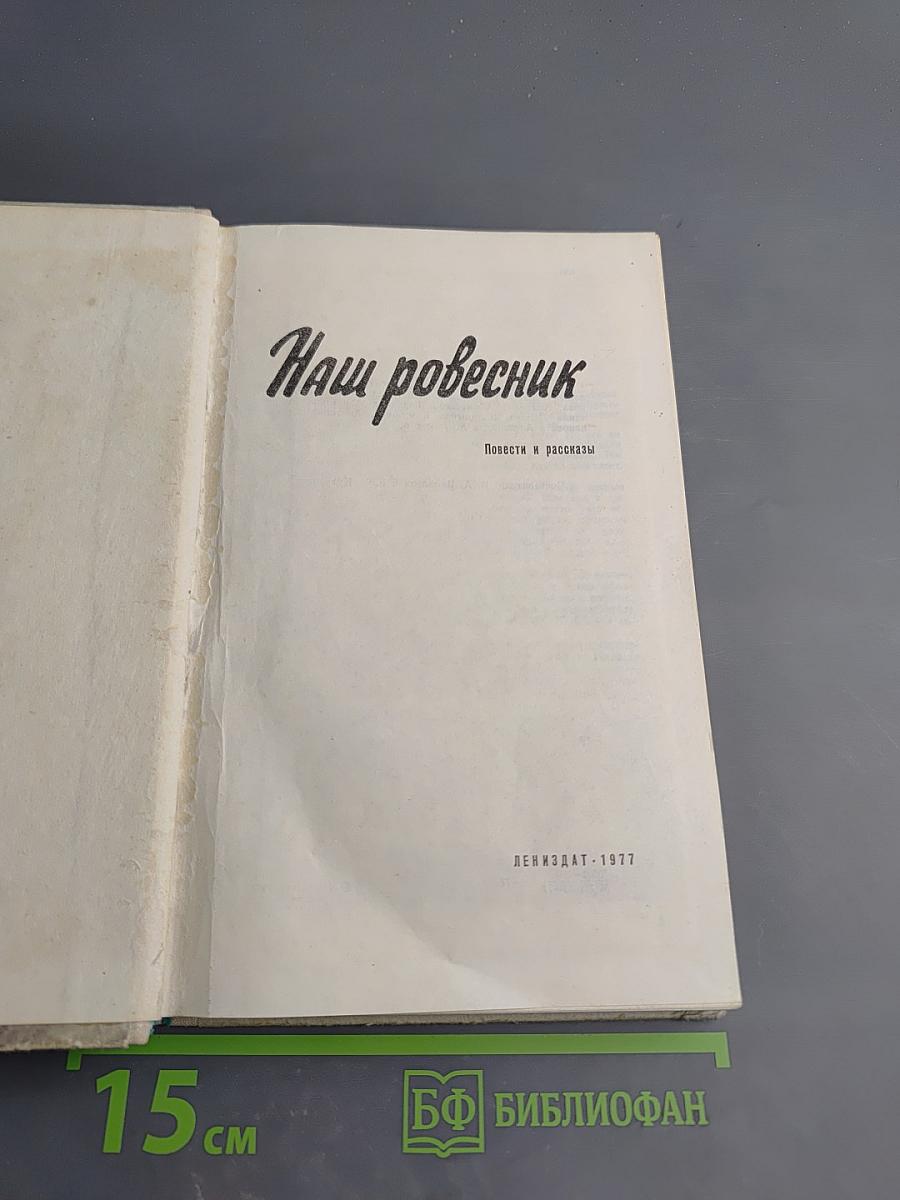 Наш ровесник
Повести и рассказы
ЛЕНИЗДАТ · 1977
15 см
БФ БИБЛИОФАН